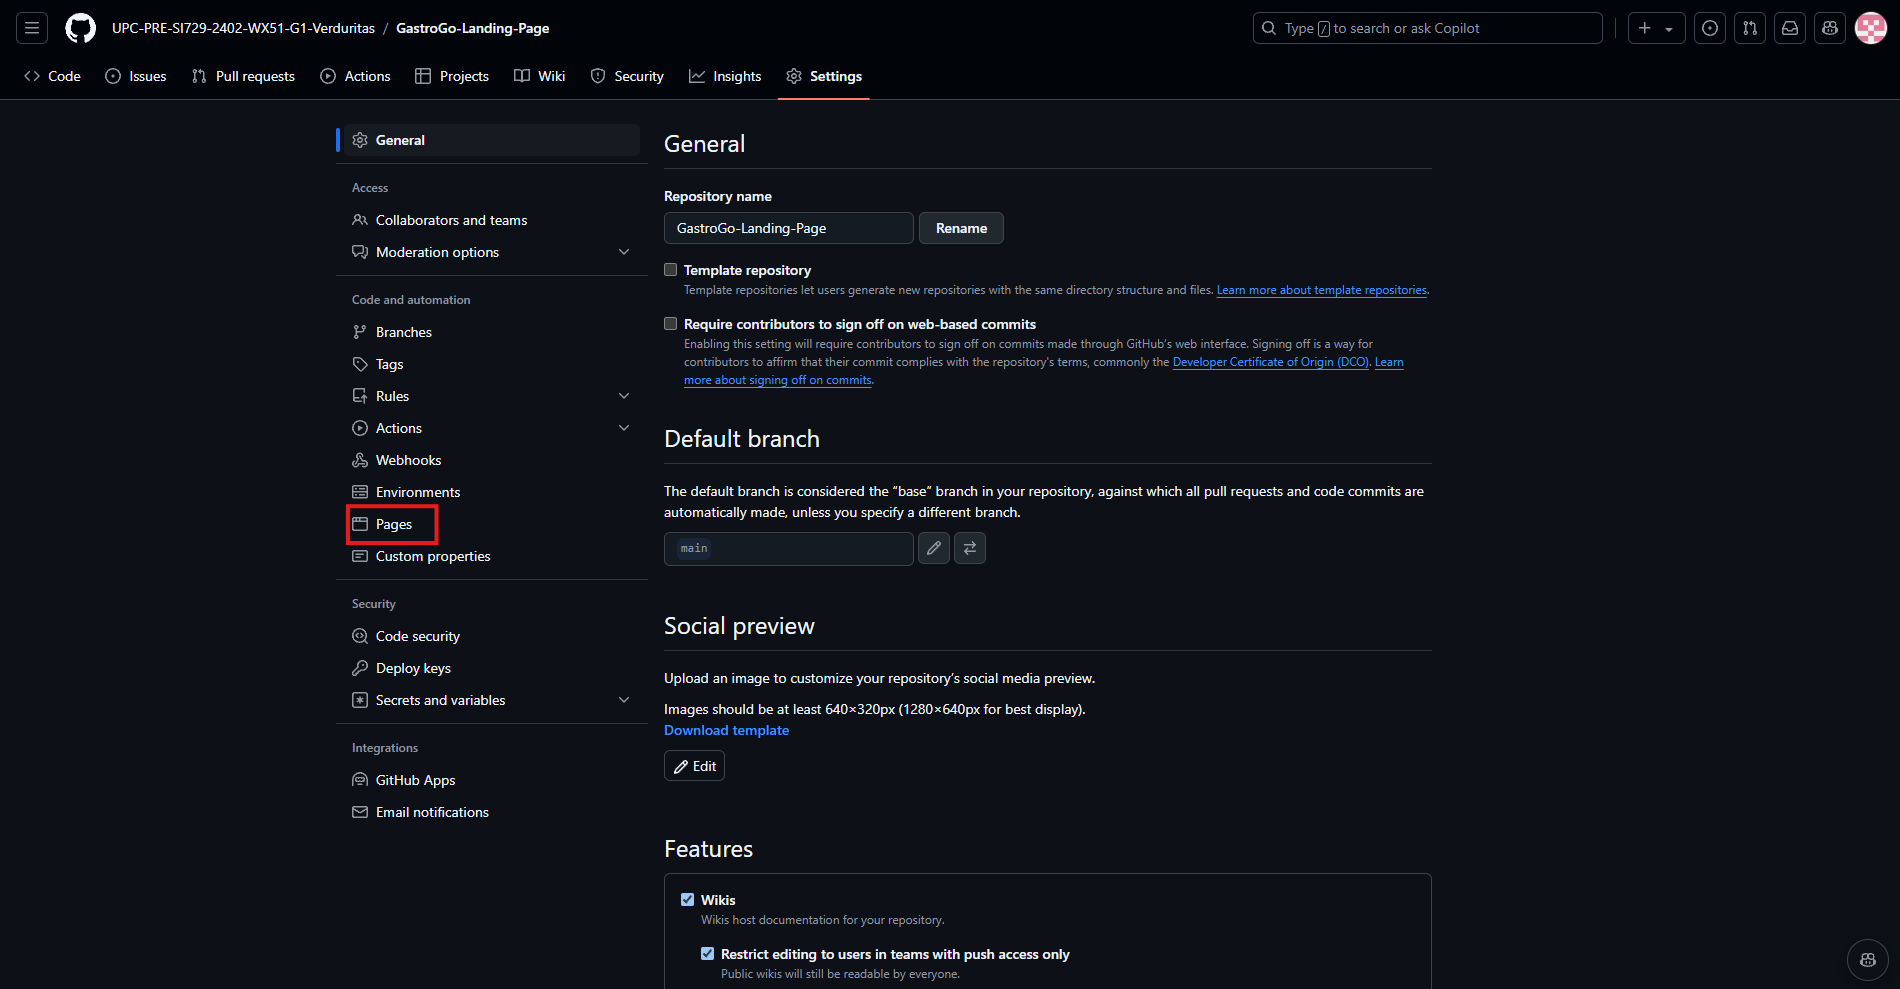 UPC-PRE-SI729-2402-WX51-G1-Verduritas / GastroGo-Landing-Page
Type / to search or ask Copilot
Code
Issues
Pull requests
Actions
Projects
Wiki
Security
Insights
Settings
General
Access
Collaborators and teams
Moderation options
Code and automation
Branches
Tags
Rules
Actions
Webhooks
Environments
Pages
Custom properties
Security
Code security
Deploy keys
Secrets and variables
Integrations
GitHub Apps
Email notifications
General
Repository name
GastroGo-Landing-Page
Rename
Template repository
Template repositories let users generate new repositories with the same directory structure and files. Learn more about template repositories.
Require contributors to sign off on web-based commits
Enabling this setting will require contributors to sign off on commits made through GitHub's web interface. Signing off is a way for
contributors to affirm that their commit complies with the repository's terms, commonly the Developer Certificate of Origin (DCO). Learn
more about signing off on commits.
Default branch
The default branch is considered the “base” branch in your repository, against which all pull requests and code commits are
automatically made, unless you specify a different branch.
main
Social preview
Upload an image to customize your repository’s social media preview.
Images should be at least 640×320px (1280×640px for best display).
Download template
Edit
Features
Wikis
Wikis host documentation for your repository.
Restrict editing to users in teams with push access only
Public wikis will still be readable by everyone.